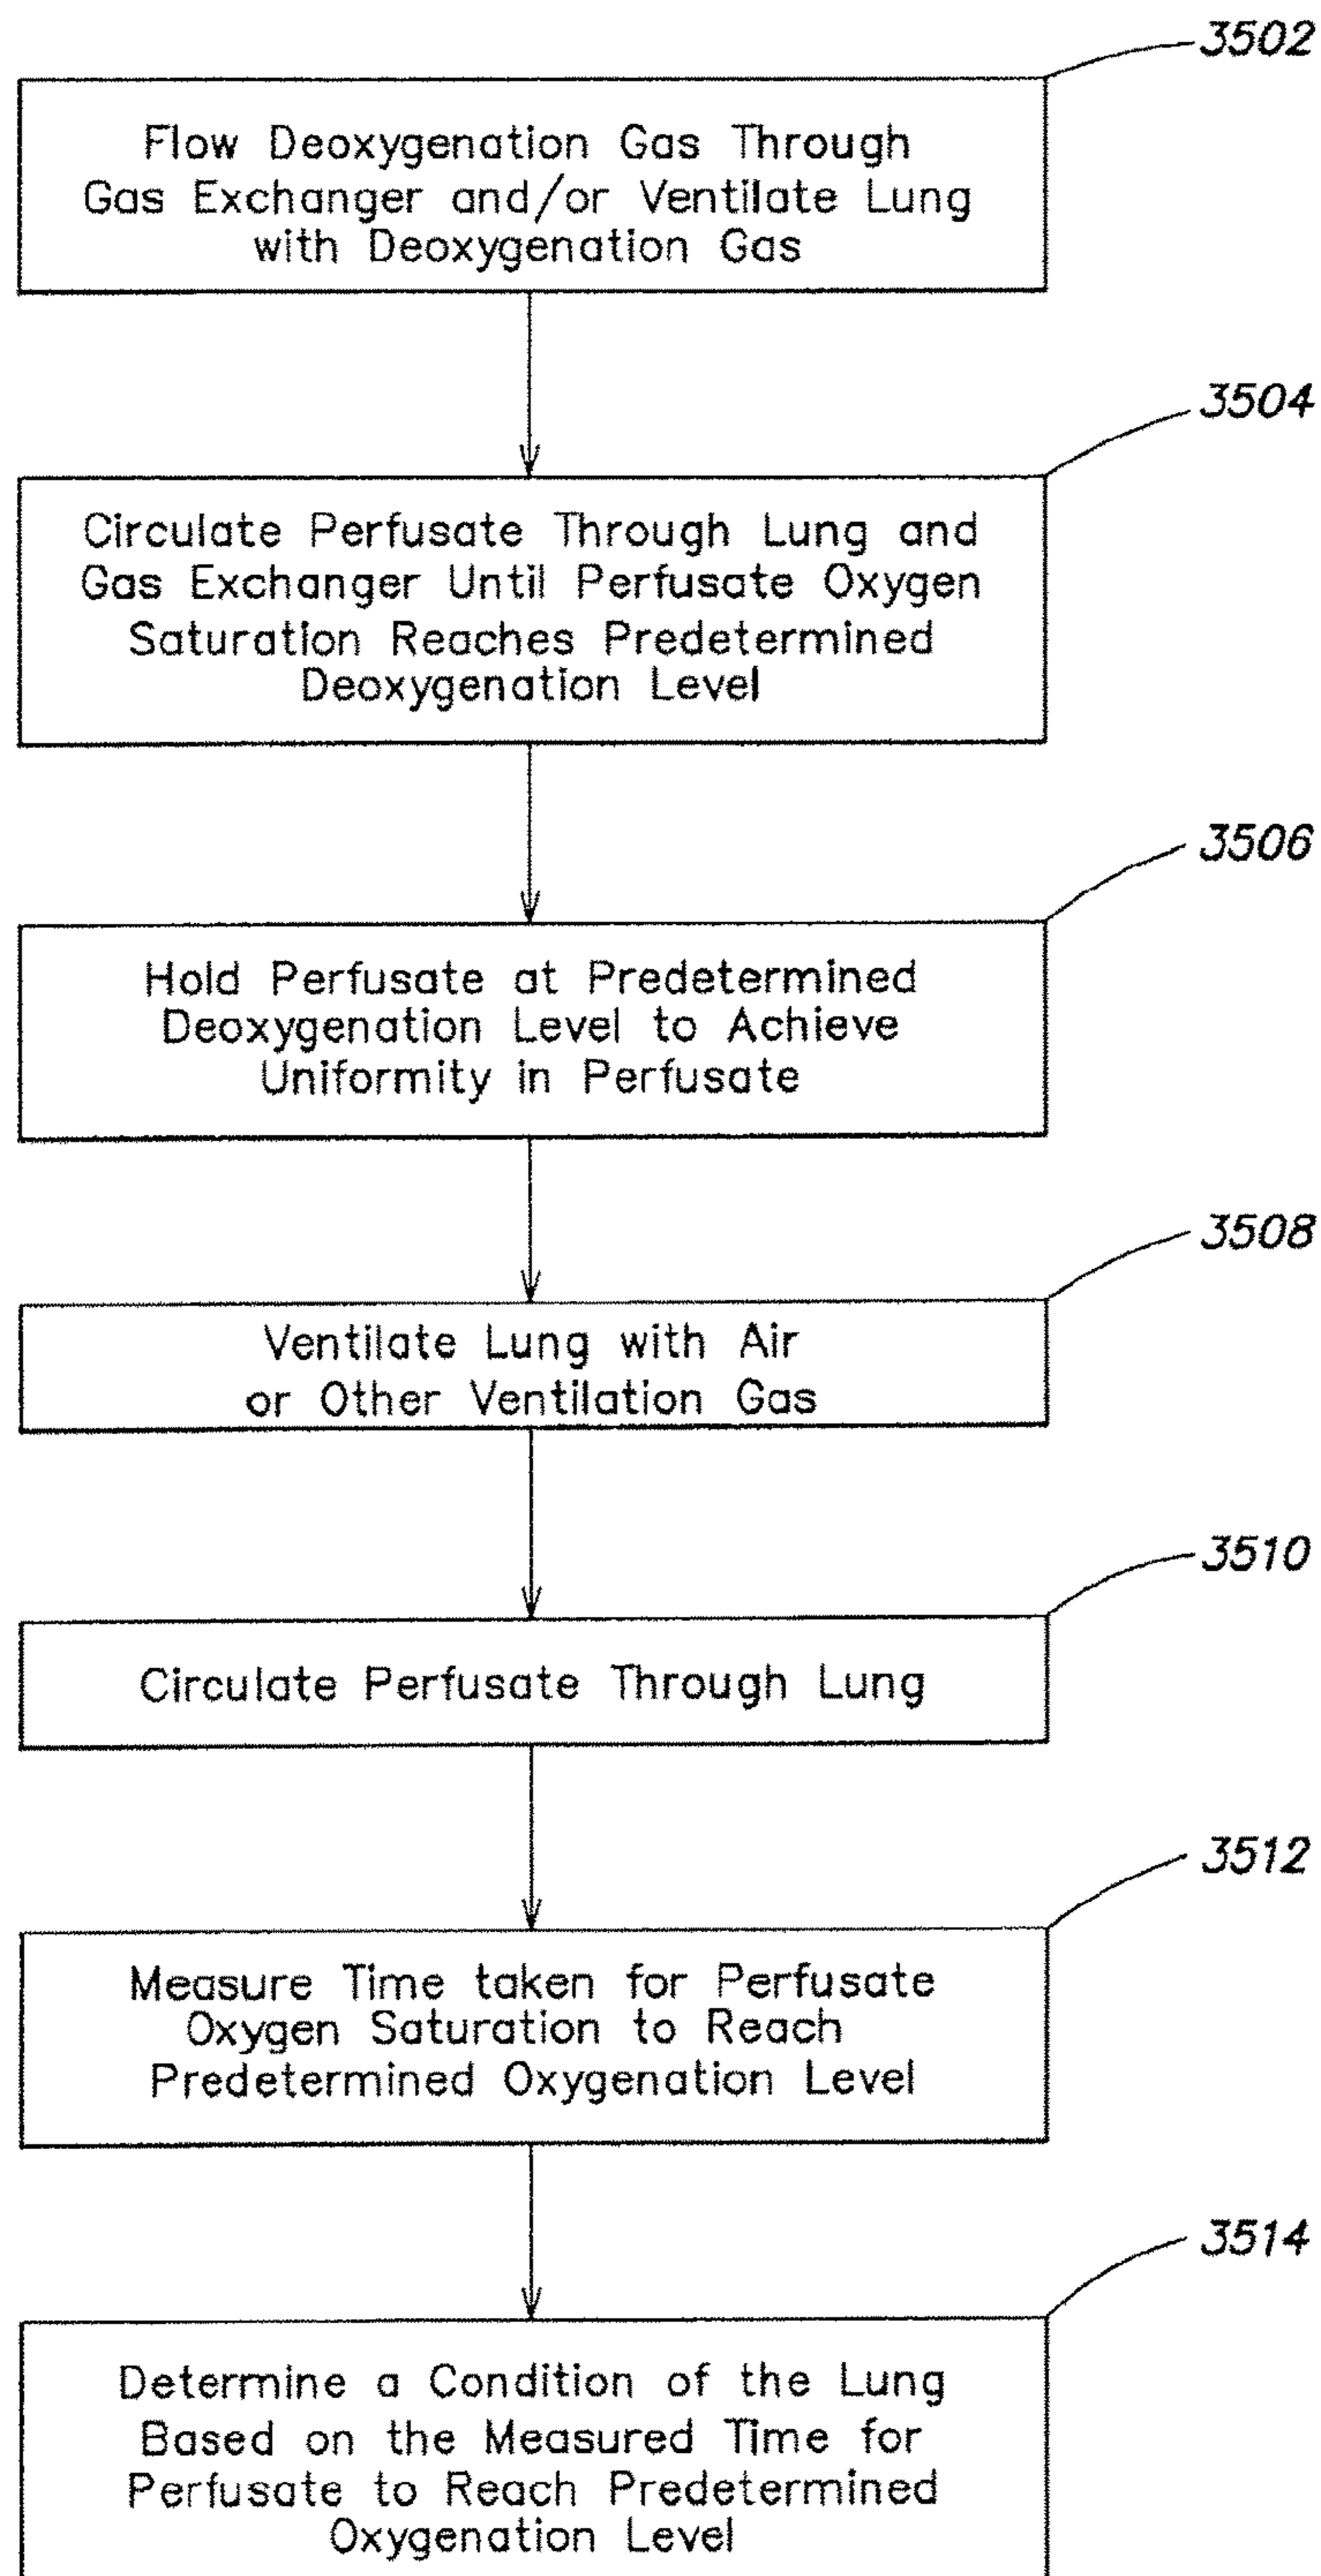 3502
Flow Deoxygenation Gas Through
Gas Exchanger and/or Ventilate Lung
with Deoxygenation Gas
3504
Circulate Perfusate Through Lung and
Gas Exchanger Until Perfusate Oxygen
Saturation Reaches Predetermined
Deoxygenation Level
3506
Hold Perfusate at Predetermined
Deoxygenation Level to Achieve
Uniformity in Perfusate
3508
Ventilate Lung with Air
or Other Ventilation Gas
3510
Circulate Perfusate Through Lung
3512
Measure Time taken for Perfusate
Oxygen Saturation to Reach
Predetermined Oxygenation Level
3514
Determine a Condition of the Lung
Based on the Measured Time for
Perfusate to Reach Predetermined
Oxygenation Level